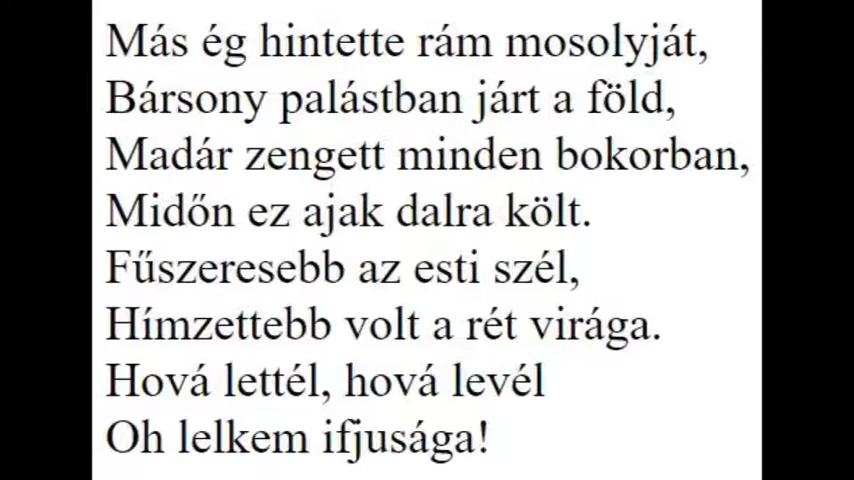 Más ég hintette rám mosolyját,
Bársony palástban járt a föld,
Madár zengett minden bokorban,
Midőn ez ajak dalra költ.
Fűszeresebb az esti szél,
Hímzettebb volt a rét virága.
Hová lettél, hová levél
Oh lelkem ifjusága!